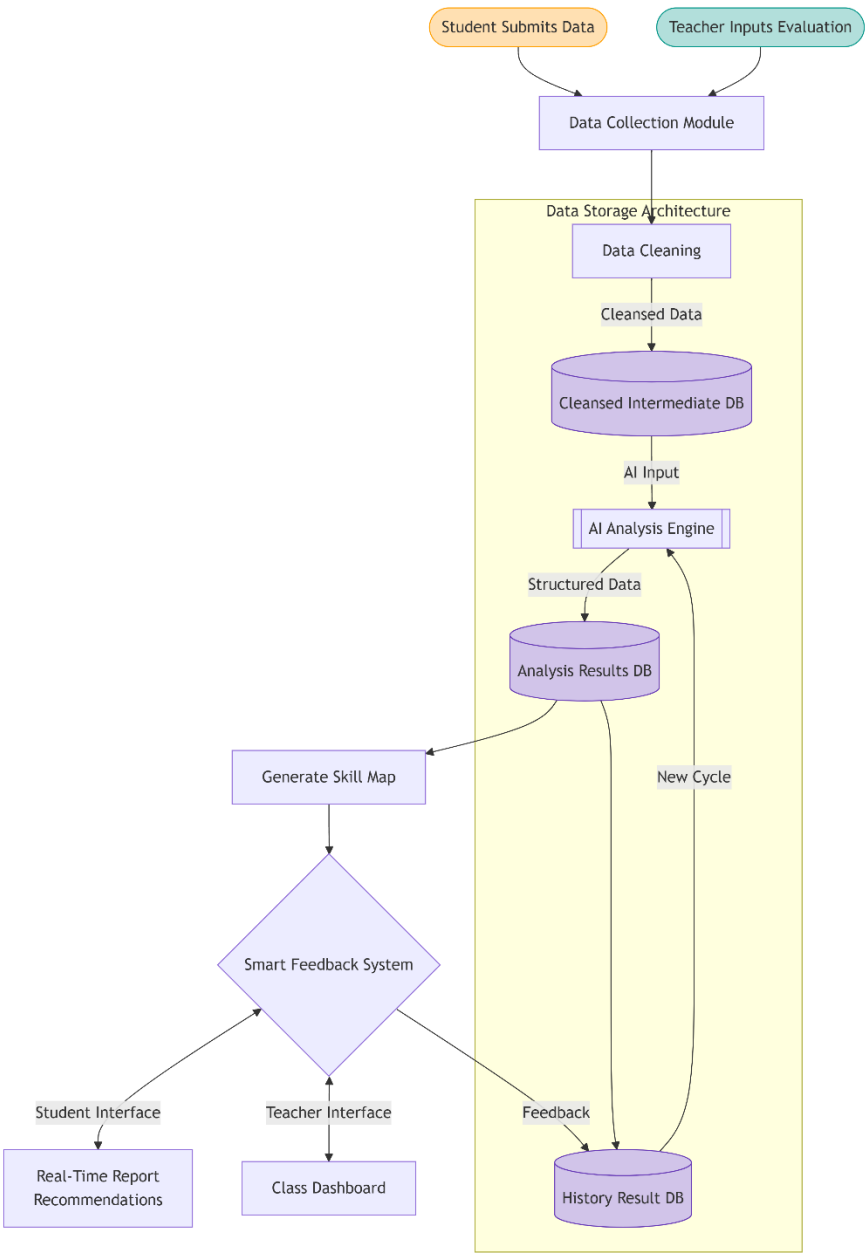 Student Submits Data
Teacher Inputs Evaluation
Data Collection Module
Data Storage Architecture
Data Cleaning
Cleansed Data
Cleansed Intermediate DB
AI Input
AI Analysis Engine
Structured Data
Analysis Results DB
Generate Skill Map
New Cycle
Smart Feedback System
Student Interface
Teacher Interface
Feedback
Real-Time Report
Recommendations
Class Dashboard
History Result DB